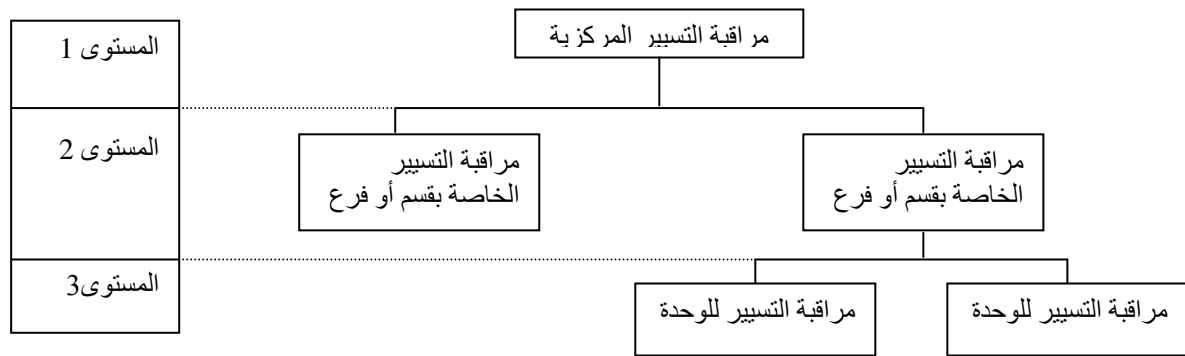 مراقبة التسيير المركزية
المستوى 1
المستوى 2
مراقبة التسيير
الخاصة بقسم أو فرع
مراقبة التسيير
الخاصة بقسم أو فرع
المستوى3
مراقبة التسيير للوحدة
مراقبة التسيير للوحدة